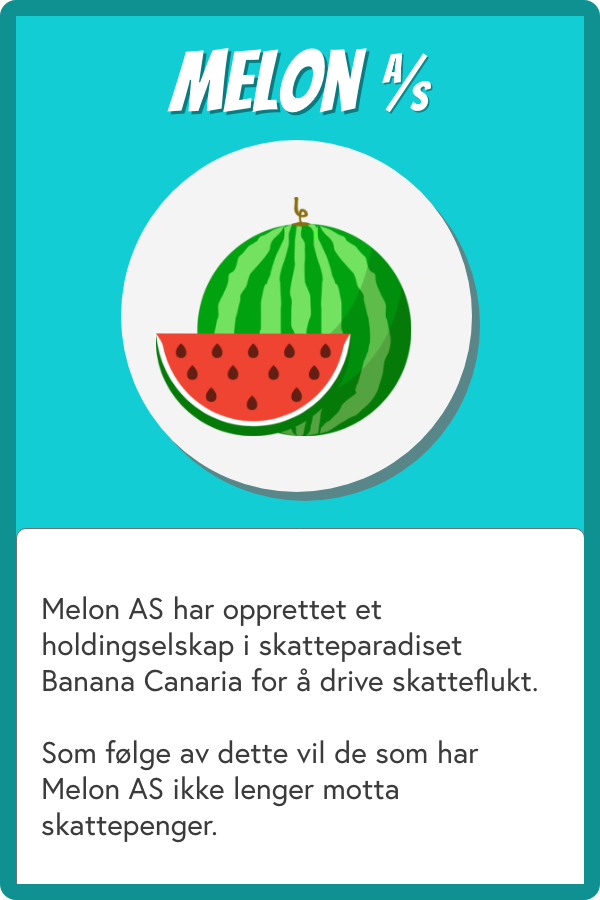 MELON A/S
Melon AS har opprettet et
holdingselskap i skatteparadiset
Banana Canaria for å drive skatteflukt.
Som følge av dette vil de som har
Melon AS ikke lenger motta
skattepenger.